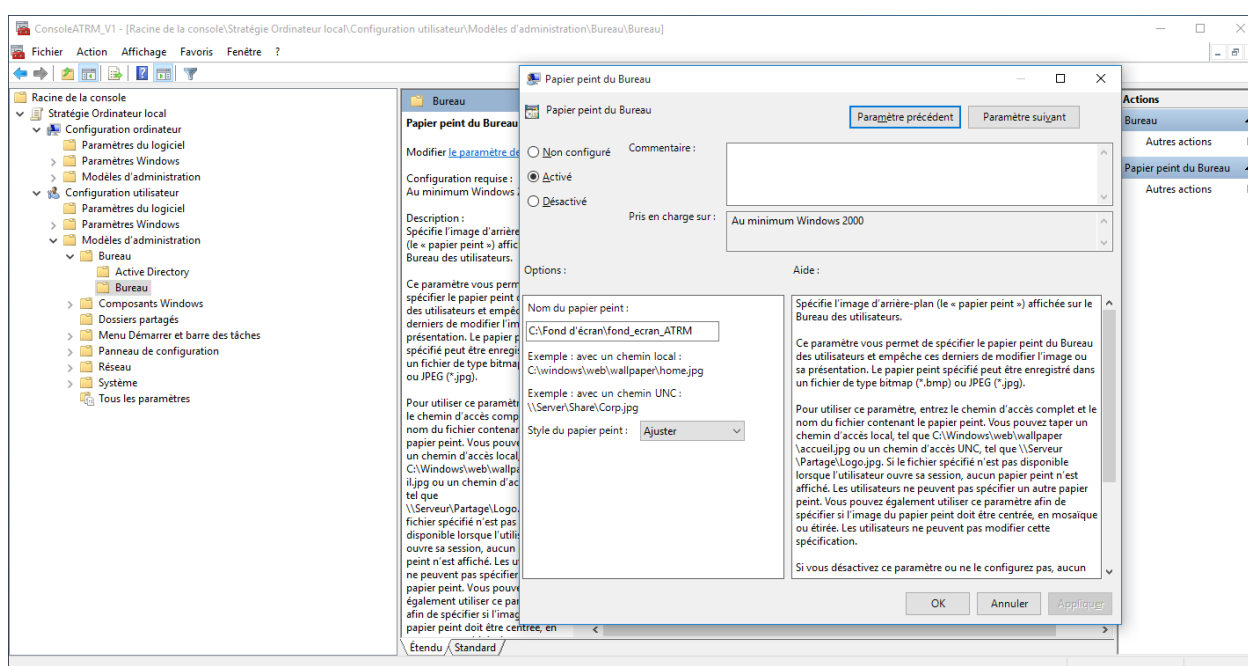 ConsoleATRM_V1 - [Racine de la console\Stratégie Ordinateur local\Configuration utilisateur\Modèles d'administration\Bureau\Bureau]
Fichier Action Affichage Favoris Fenêtre ?
Racine de la console
Stratégie Ordinateur local
Configuration ordinateur
Paramètres du logiciel
Paramètres Windows
Modèles d'administration
Configuration utilisateur
Paramètres du logiciel
Paramètres Windows
Modèles d'administration
Bureau
Active Directory
Bureau
Composants Windows
Dossiers partagés
Menu Démarrer et barre des tâches
Panneau de configuration
Réseau
Système
Tous les paramètres
Bureau
Papier peint du Bureau
Modifier le paramètre de
Configuration requise :
Au minimum Windows
Description :
Spécifie l'image d'arrière
(le « papier peint ») affic
Bureau des utilisateurs.
Ce paramètre vous perm
spécifier le papier peint
des utilisateurs et empêc
derniers de modifier l'im
présentation. Le papier p
spécifié peut être enregis
un fichier de type bitma
ou JPEG (*.jpg).
Pour utiliser ce paramètr
le chemin d'accès comp
nom du fichier contenar
papier peint. Vous pouve
un chemin d'accès local,
C:\Windows\web\wallpa
il.jpg ou un chemin d'ac
tel que
\\Serveur\Partage\Logo.
fichier spécifié n'est pas
disponible lorsque l'utilis
ouvre sa session, aucun
peint n'est affiché. Les u
ne peuvent pas spécifier
papier peint. Vous pouve
également utiliser ce par
afin de spécifier si l'imag
papier peint doit être centrée, en
Étendu Standard
Papier peint du Bureau
Papier peint du Bureau
Paramètre précédent
Paramètre suivant
Non configuré
Activé
Désactivé
Commentaire :
Pris en charge sur :
Au minimum Windows 2000
Options :
Aide :
Nom du papier peint :
C:\Fond d'écran\fond_ecran_ATRM
Exemple : avec un chemin local :
C:\windows\web\wallpaper\home.jpg
Exemple : avec un chemin UNC :
\\Server\Share\Corp.jpg
Style du papier peint : Ajuster
Spécifie l'image d'arrière-plan (le « papier peint ») affichée sur le
Bureau des utilisateurs.
Ce paramètre vous permet de spécifier le papier peint du Bureau
des utilisateurs et empêche ces derniers de modifier l'image ou
sa présentation. Le papier peint spécifié peut être enregistré dans
un fichier de type bitmap (*.bmp) ou JPEG (*.jpg).
Pour utiliser ce paramètre, entrez le chemin d'accès complet et le
nom du fichier contenant le papier peint. Vous pouvez taper un
chemin d'accès local, tel que C:\Windows\web\wallpaper
\accueil.jpg ou un chemin d'accès UNC, tel que \\Serveur
\Partage\Logo.jpg. Si le fichier spécifié n'est pas disponible
lorsque l'utilisateur ouvre sa session, aucun papier peint n'est
affiché. Les utilisateurs ne peuvent pas spécifier un autre papier
peint. Vous pouvez également utiliser ce paramètre afin de
spécifier si l'image du papier peint doit être centrée, en mosaïque
ou étirée. Les utilisateurs ne peuvent pas modifier cette
spécification.
Si vous désactivez ce paramètre ou ne le configurez pas, aucun
OK
Annuler
Appliquer
Actions
Bureau
Autres actions
Papier peint du Bureau
Autres actions